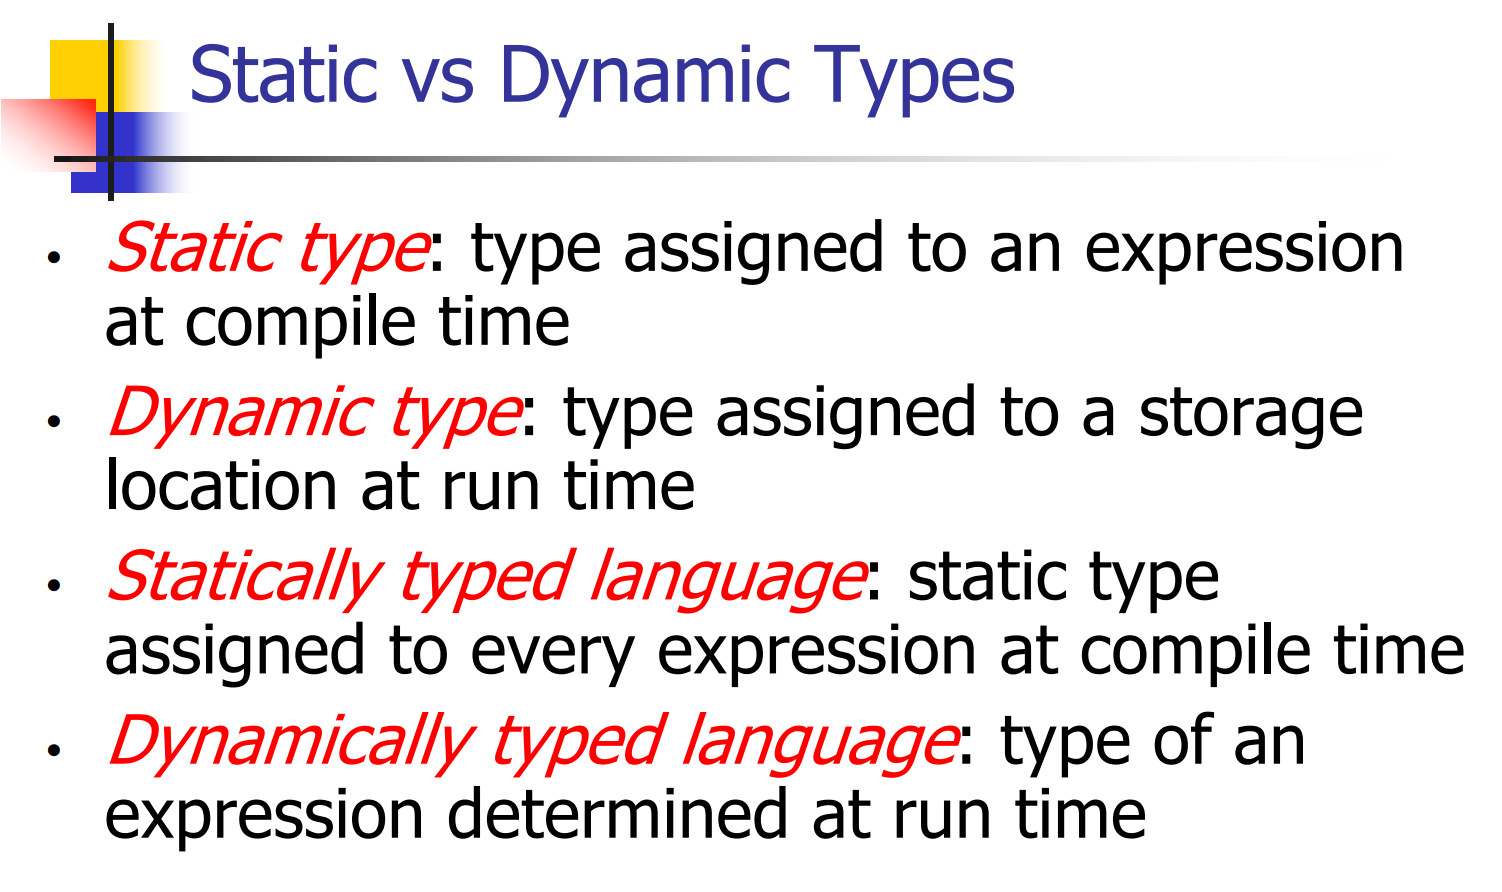 Static vs Dynamic Types
• Static type: type assigned to an expression
at compile time
• Dynamic type: type assigned to a storage
location at run time
• Statically typed language: static type
assigned to every expression at compile time
• Dynamically typed language: type of an
expression determined at run time